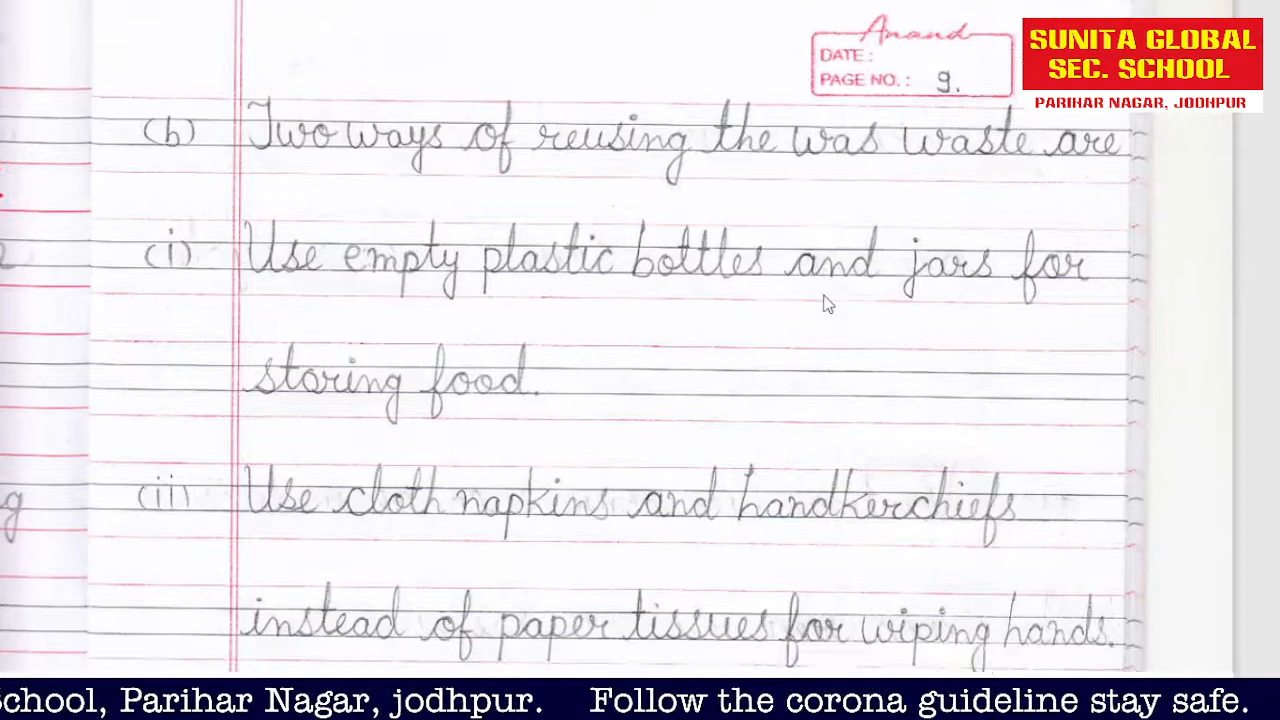 Anand
DATE :
PAGE NO. : 9.
SUNITA GLOBAL
SEC. SCHOOL
PARIHAR NAGAR, JODHPUR
(b) Two ways of reusing the was waste are
(i) Use empty plastic bottles and jars for
storing food.
(iii) Use cloth napkins and handkerchiefs
g
instead of paper tissues for wiping hands.
School, Parihar Nagar, jodhpur. Follow the corona guideline stay safe.